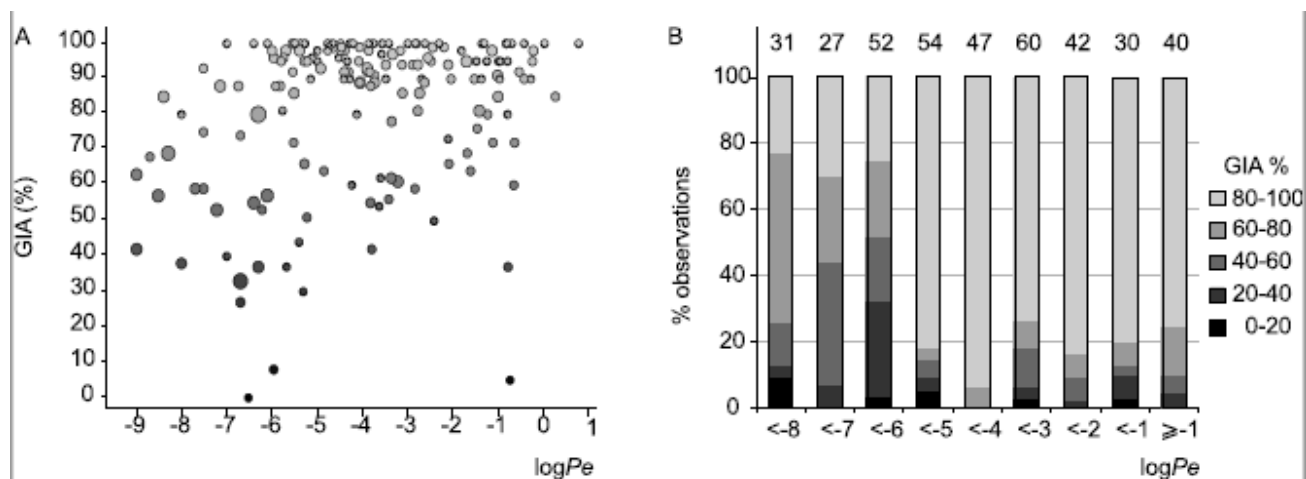 A
GIA (%)
100
90
80
70
60
50
40
30
20
10
0
-9 -8 -7 -6 -5 -4 -3 -2 -1 0 1
logPe
B
31 27 52 54 47 60 42 30 40
% observations
100
80
60
40
20
0
<-8 <-7 <-6 <-5 <-4 <-3 <-2 <-1 ⩾-1
logPe
GIA %
80-100
60-80
40-60
20-40
0-20